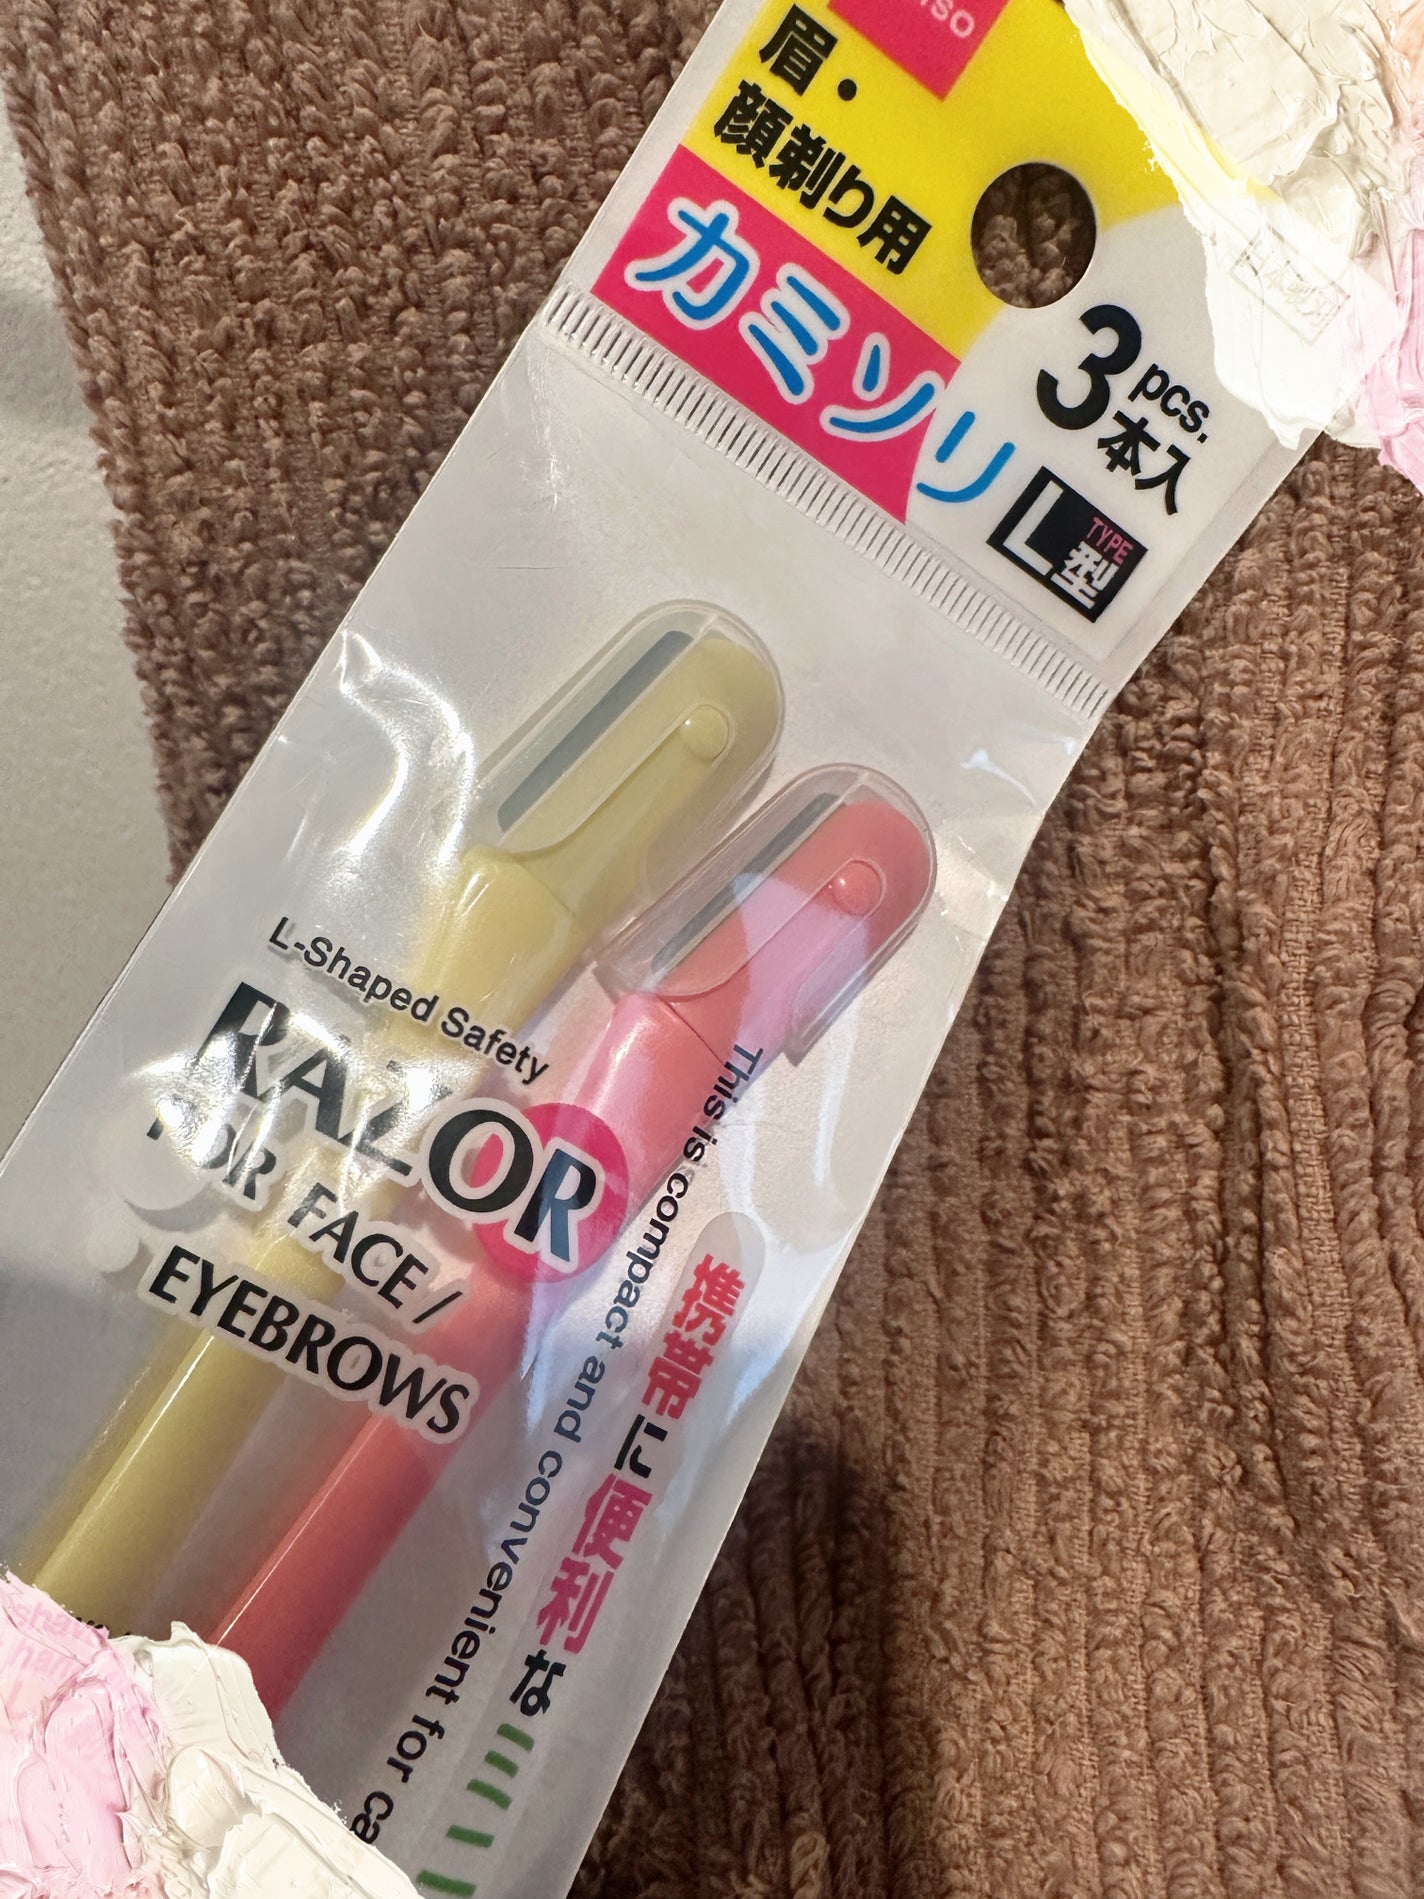 眉・
顔剃り用
カミソリ
3 pcs.
本入
L TYPE
型
L-Shaped Safety
RAZOR
FOR FACE /
EYEBROWS
This is compact and convenient for
携帯に便利な